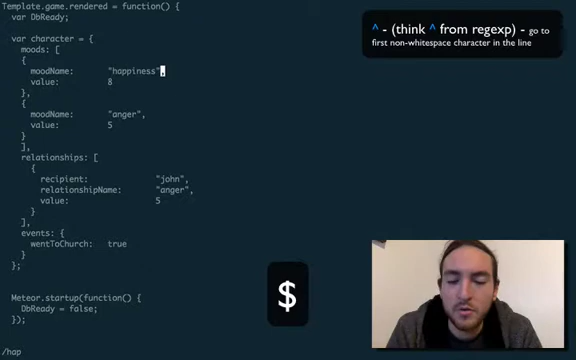 Template.game.rendered = function() {
var DbReady;
var character = {
moods: [
{
moodName: "happiness",
value: 8
},
{
moodName: "anger",
value: 5
}
],
relationships: [
{
recipient: "john",
relationshipName: "anger",
value: 5
}
],
events: {
wentToChurch: true
}
};
Meteor.startup(function() {
DbReady = false;
});
/hap
^ - (think ^ from regexp) - go to
first non-whitespace character in the line
$